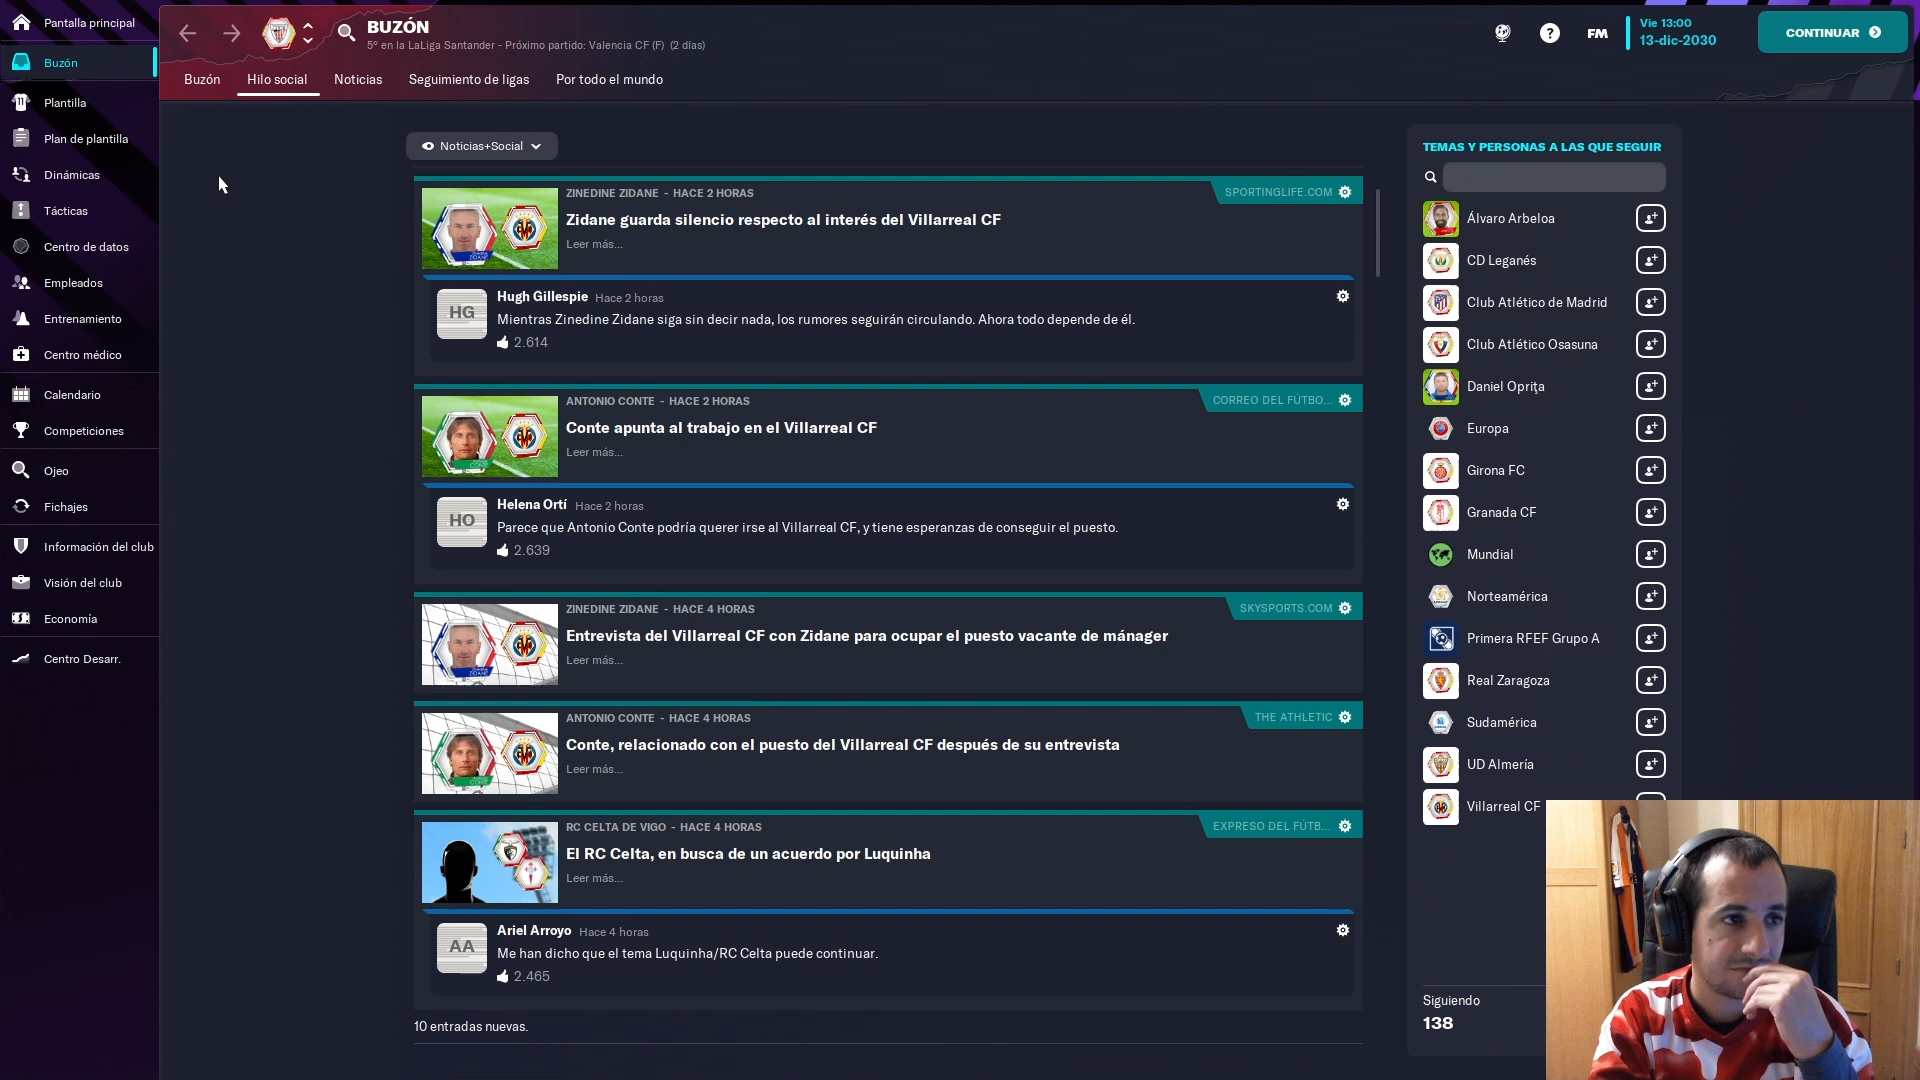 Pantalla principal
Buzón
Plantilla
Plan de plantilla
Dinámicas
Tácticas
Centro de datos
Empleados
Entrenamiento
Centro médico
Calendario
Competiciones
Ojeo
Fichajes
Información del club
Visión del club
Economía
Centro Desarr.
BUZÓN
5º en la LaLiga Santander - Próximo partido: Valencia CF (F) (2 días)
FM
Vie 13:00
13-dic-2030
CONTINUAR
Buzón
Hilo social
Noticias
Seguimiento de ligas
Por todo el mundo
Noticias+Social
ZINEDINE ZIDANE - HACE 2 HORAS
SPORTINGLIFE.COM
Zidane guarda silencio respecto al interés del Villarreal CF
Leer más...
HG
Hugh Gillespie Hace 2 horas
Mientras Zinedine Zidane siga sin decir nada, los rumores seguirán circulando. Ahora todo depende de él.
2.614
ANTONIO CONTE - HACE 2 HORAS
CORREO DEL FÚTBO...
Conte apunta al trabajo en el Villarreal CF
Leer más...
HO
Helena Ortí Hace 2 horas
Parece que Antonio Conte podría querer irse al Villarreal CF, y tiene esperanzas de conseguir el puesto.
2.639
ZINEDINE ZIDANE - HACE 4 HORAS
SKYSPORTS.COM
Entrevista del Villarreal CF con Zidane para ocupar el puesto vacante de mánager
Leer más...
ANTONIO CONTE - HACE 4 HORAS
THE ATHLETIC
Conte, relacionado con el puesto del Villarreal CF después de su entrevista
Leer más...
RC CELTA DE VIGO - HACE 4 HORAS
EXPRESO DEL FÚTB...
El RC Celta, en busca de un acuerdo por Luquinha
Leer más...
AA
Ariel Arroyo Hace 4 horas
Me han dicho que el tema Luquinha/RC Celta puede continuar.
2.465
10 entradas nuevas.
TEMAS Y PERSONAS A LAS QUE SEGUIR
Álvaro Arbeloa
CD Leganés
Club Atlético de Madrid
Club Atlético Osasuna
Daniel Opriţa
Europa
Girona FC
Granada CF
Mundial
Norteamérica
Primera RFEF Grupo A
Real Zaragoza
Sudamérica
UD Almería
Villarreal CF
Siguiendo
138